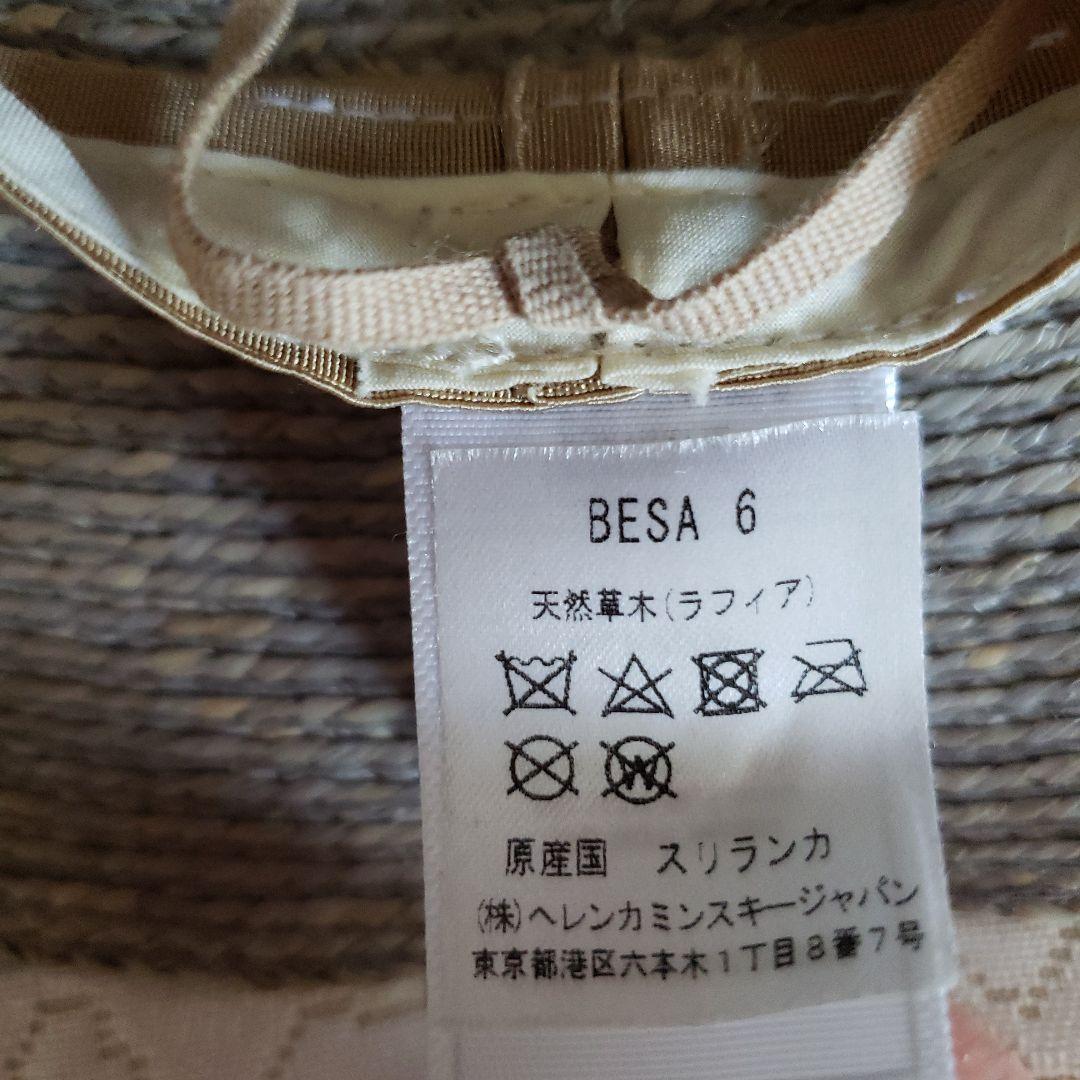 BESA 6
天然草木(ラフィア)
W
原産国　スリランカ
(株)ヘレンカミンスキージャパン
東京都港区六本木1丁目8番7号